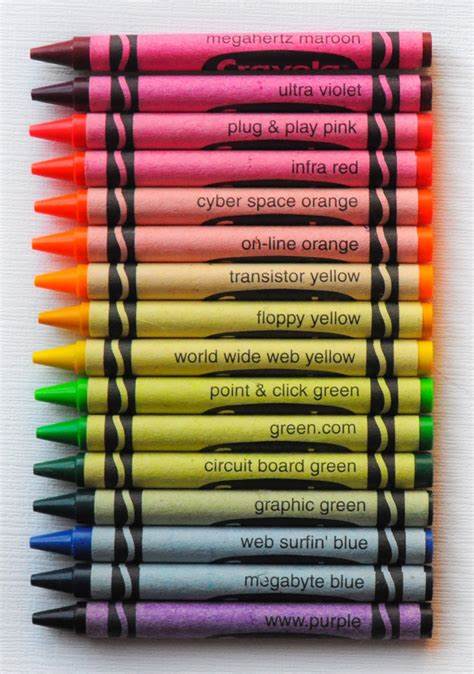 megahertz maroon
Crayola
ultra violet
plug & play pink
infra red
cyber space orange
on-line orange
transistor yellow
floppy yellow
world wide web yellow
point & click green
green.com
circuit board green
graphic green
web surfin' blue
megabyte blue
www.purple